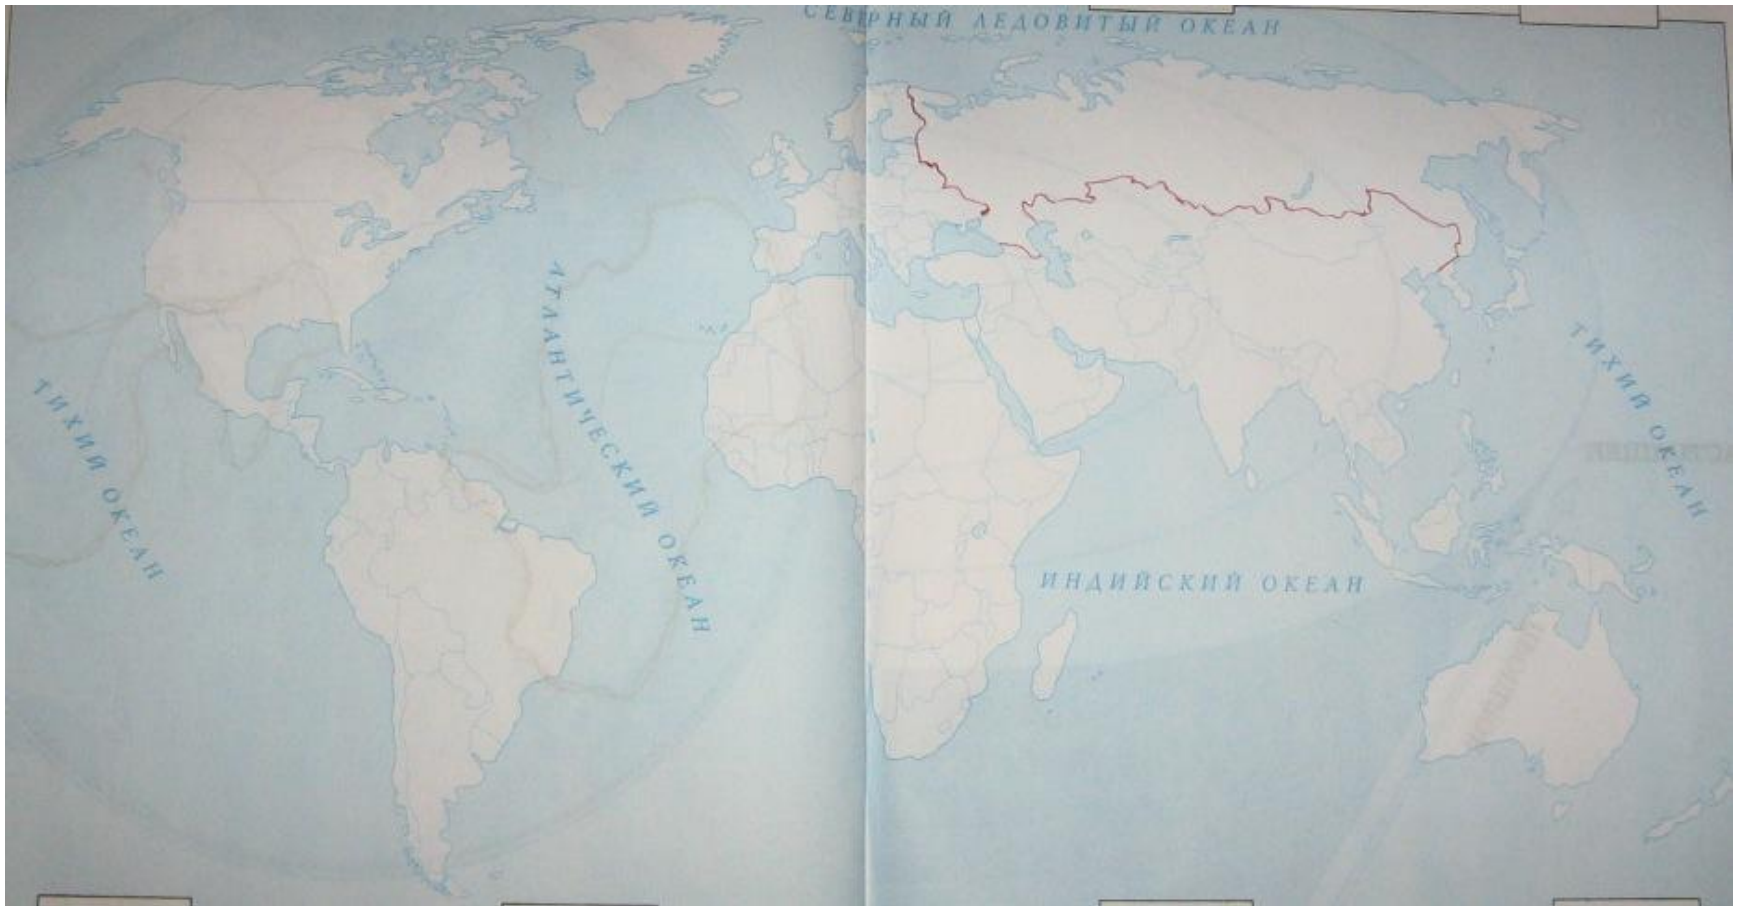 СЕВЕРНЫЙ ЛЕДОВИТЫЙ ОКЕАН
ТИХИЙ ОКЕАН
АТЛАНТИЧЕСКИЙ ОКЕАН
ИНДИЙСКИЙ ОКЕАН
ТИХИЙ ОКЕАН